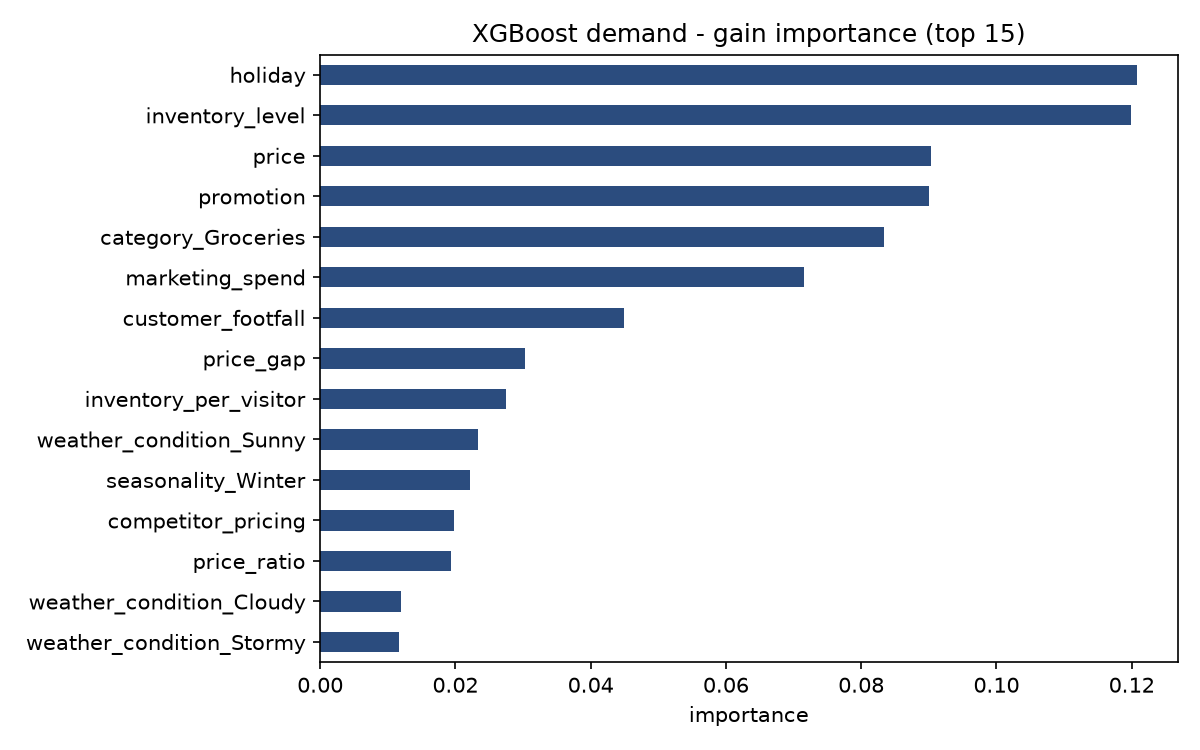 XGBoost demand - gain importance (top 15)
holiday
inventory_level
price
promotion
category_Groceries
marketing_spend
customer_footfall
price_gap
inventory_per_visitor
weather_condition_Sunny
seasonality_Winter
competitor_pricing
price_ratio
weather_condition_Cloudy
weather_condition_Stormy
0.00 0.02 0.04 0.06 0.08 0.10 0.12
importance